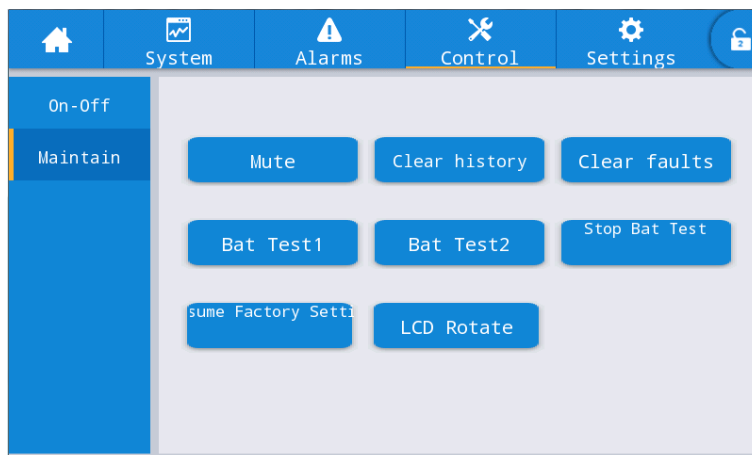 System
Alarms
Control
Settings
2
On-Off
Maintain
Mute
Clear history
Clear faults
Bat Test1
Bat Test2
Stop Bat Test
sume Factory Setti
LCD Rotate